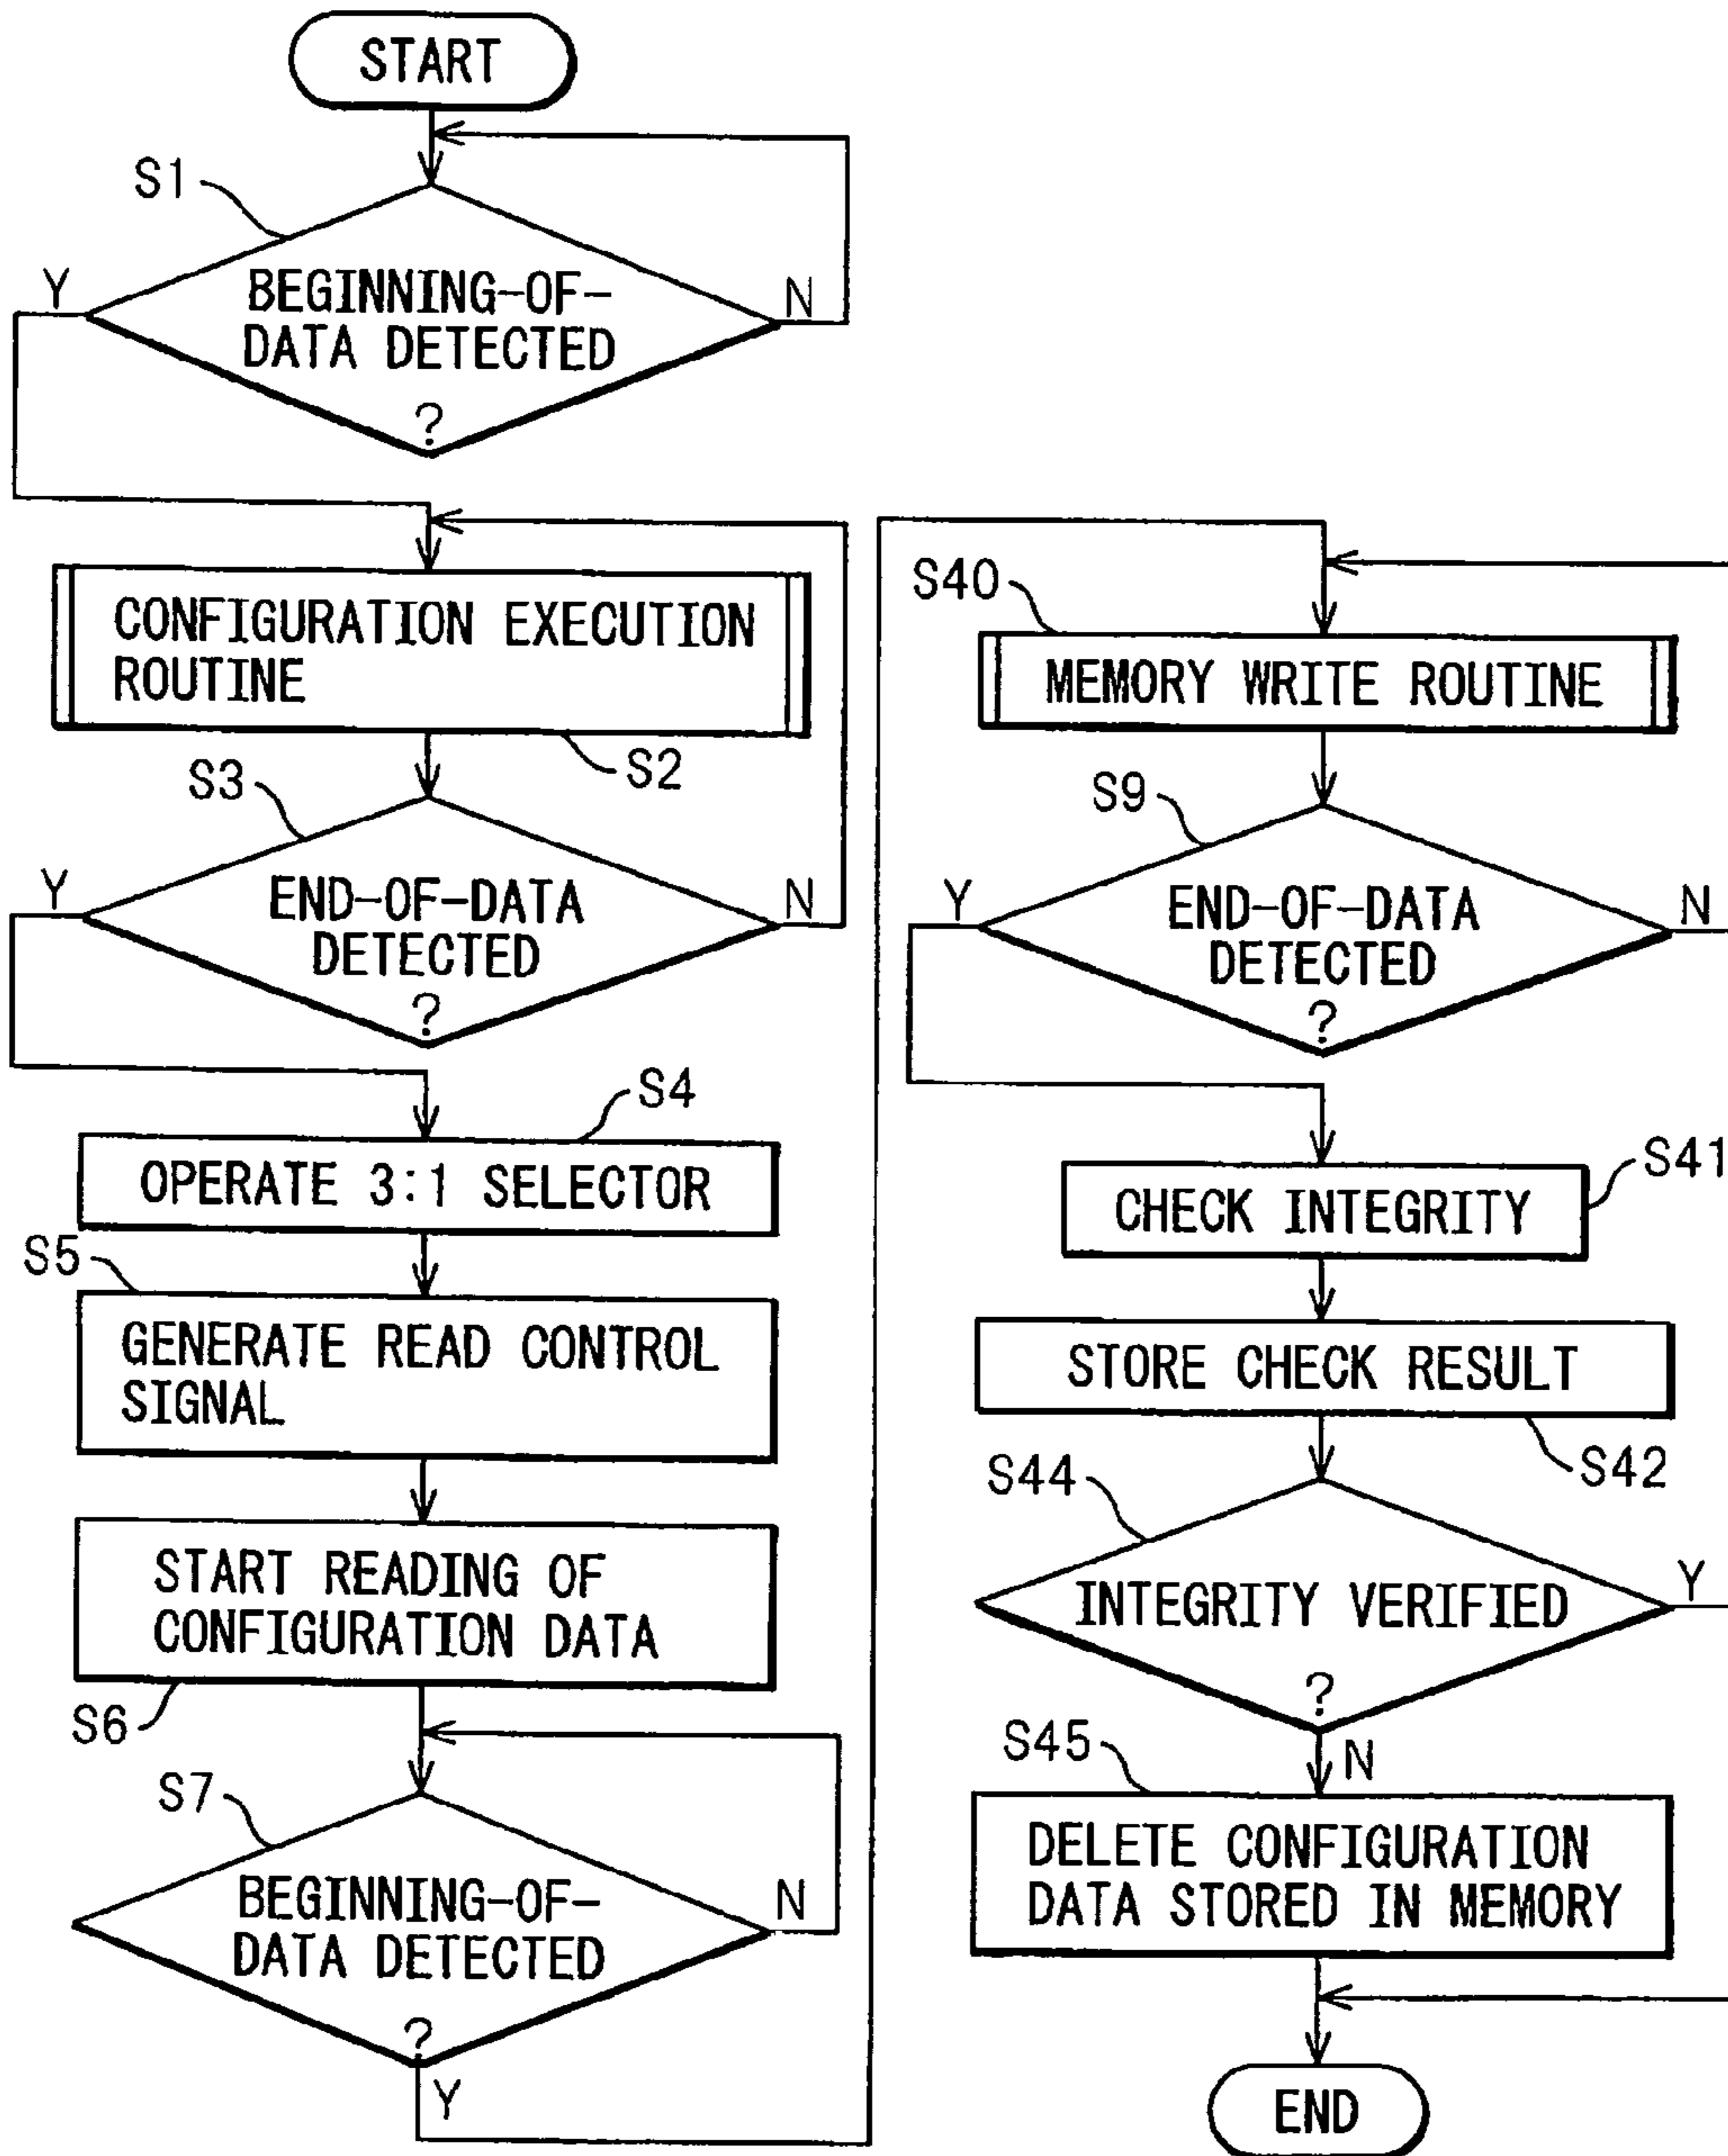 START
S1
Y
BEGINNING-OF-
DATA DETECTED
?
N
CONFIGURATION EXECUTION
ROUTINE
S2
S3
Y
END-OF-DATA
DETECTED
?
N
S4
OPERATE 3:1 SELECTOR
S5
GENERATE READ CONTROL
SIGNAL
START READING OF
CONFIGURATION DATA
S6
S7
BEGINNING-OF-
DATA DETECTED
?
N
Y
S40
MEMORY WRITE ROUTINE
S9
Y
END-OF-DATA
DETECTED
?
N
S41
CHECK INTEGRITY
STORE CHECK RESULT
S42
S44
INTEGRITY VERIFIED
?
Y
N
S45
DELETE CONFIGURATION
DATA STORED IN MEMORY
END